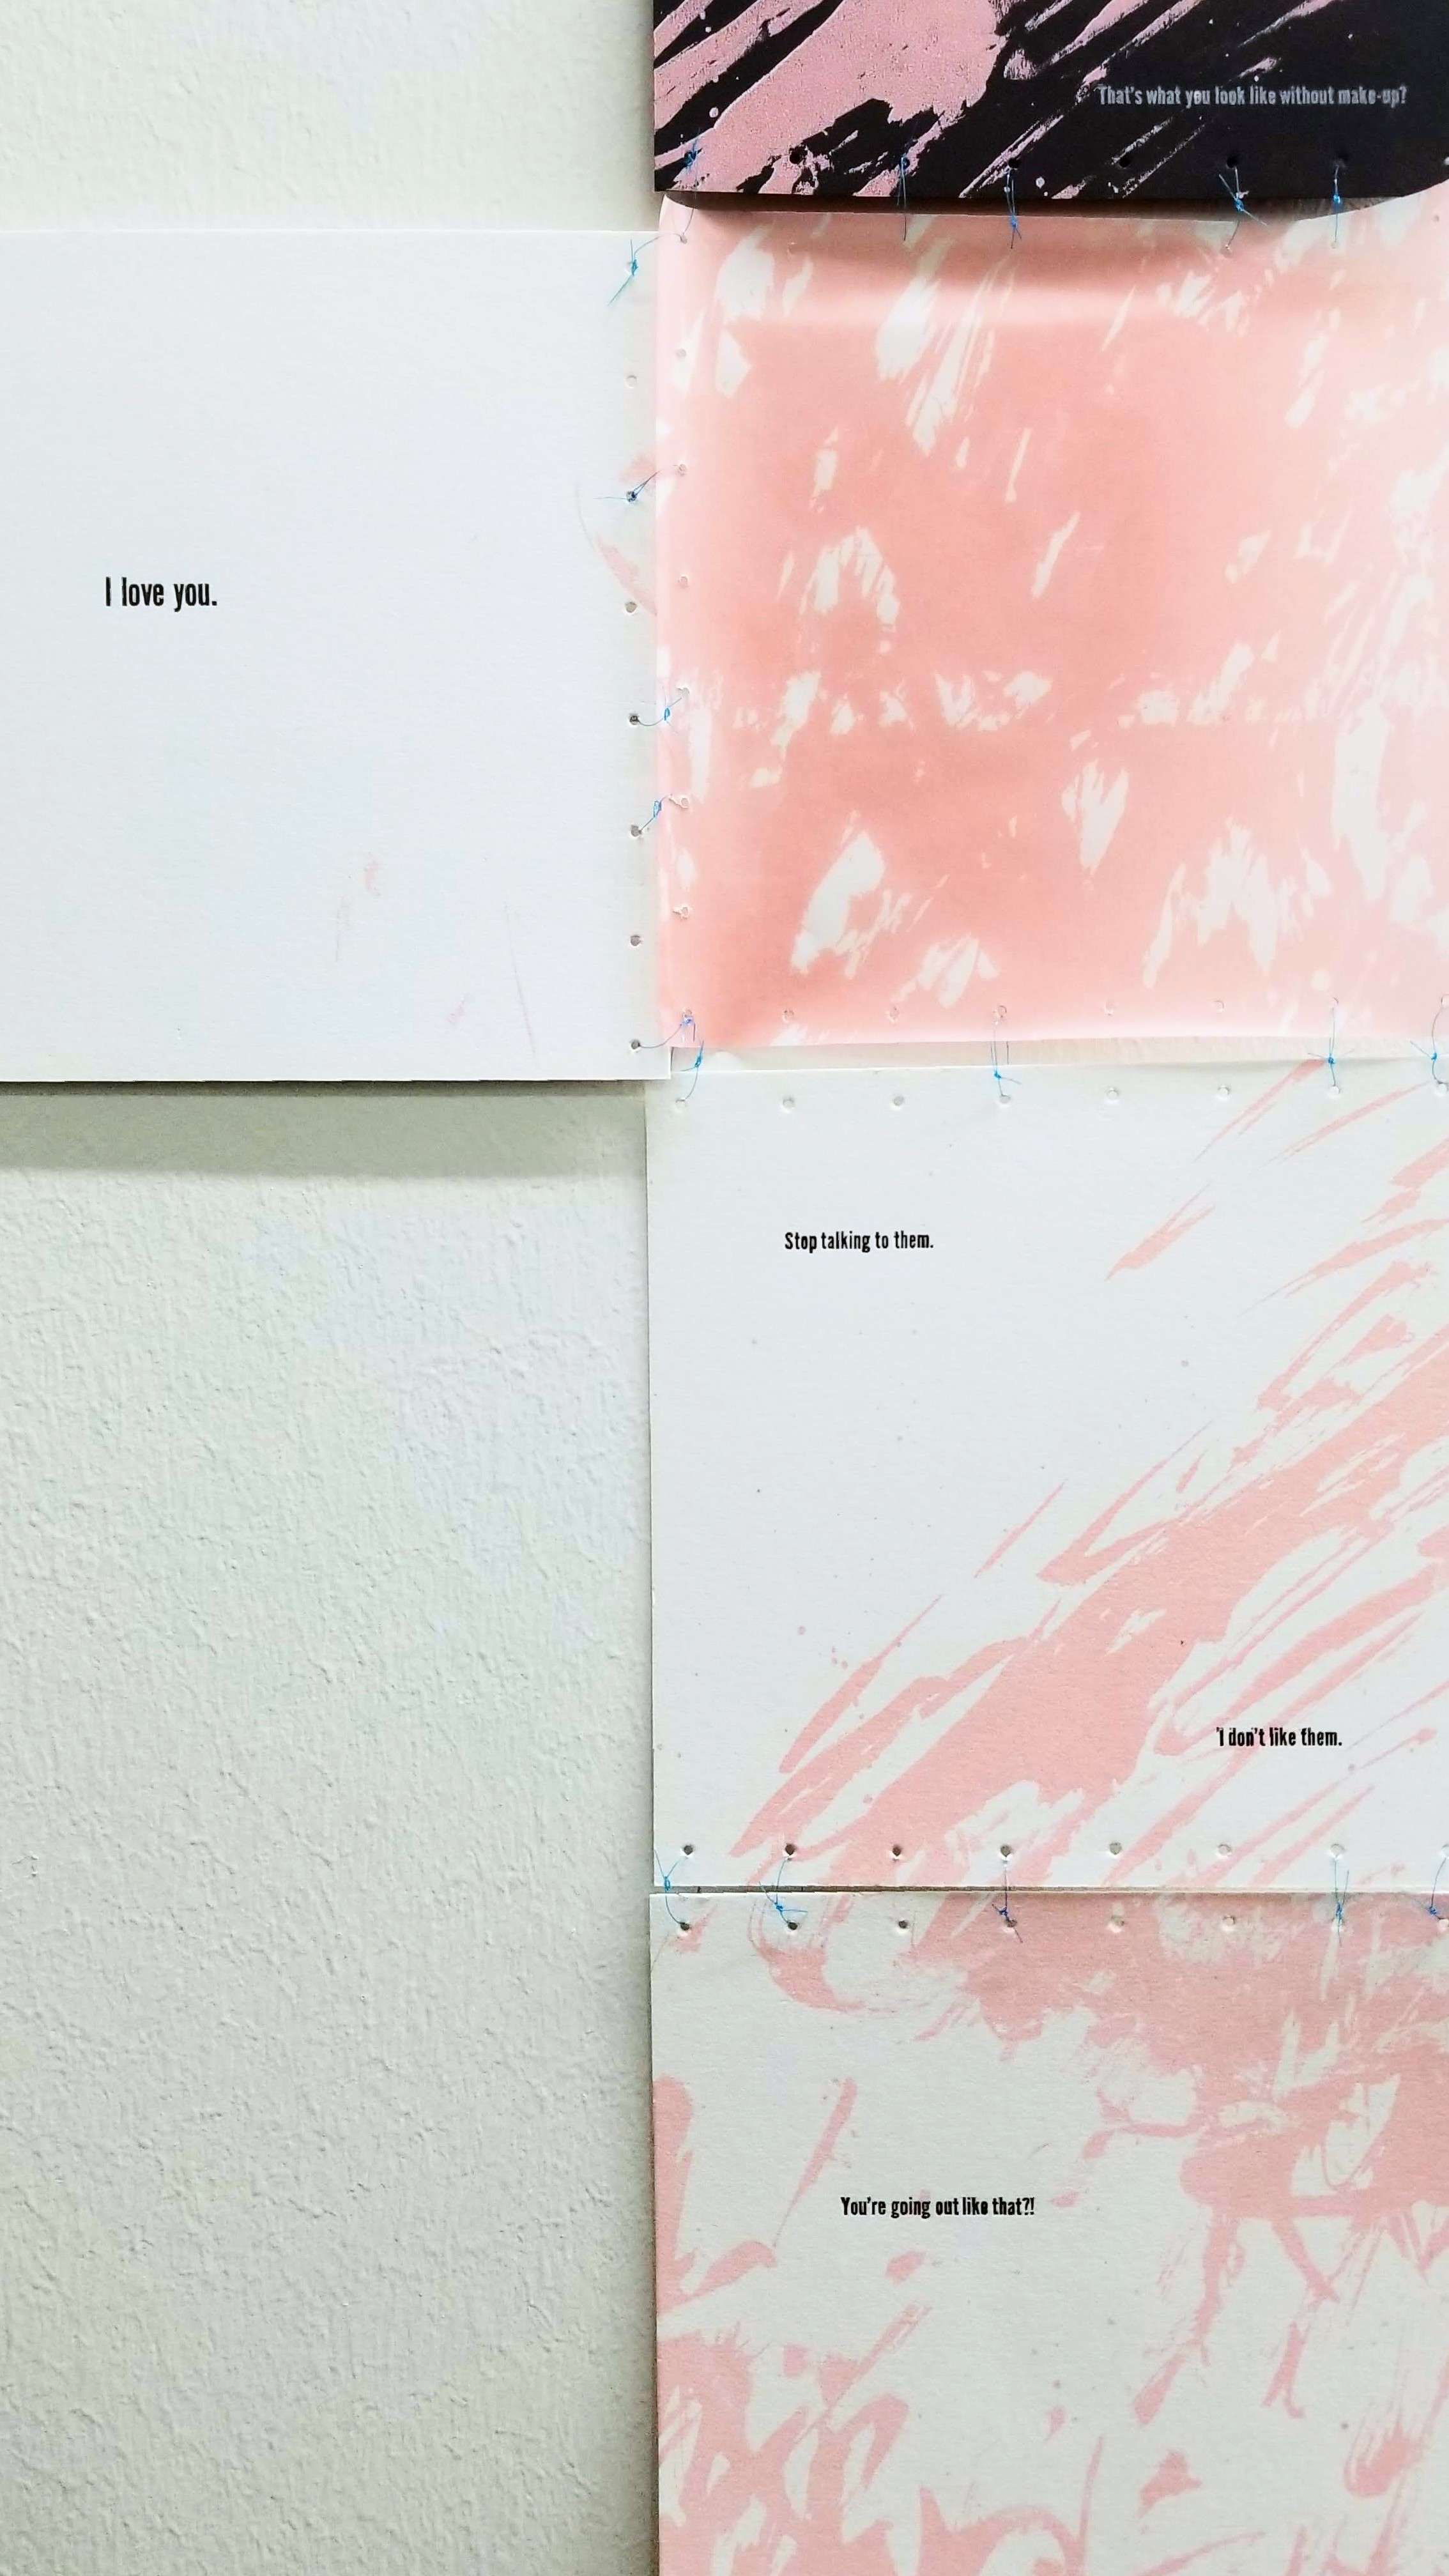 That's what you look like without make-up?
I love you.
Stop talking to them.
I don't like them.
You're going out like that?!